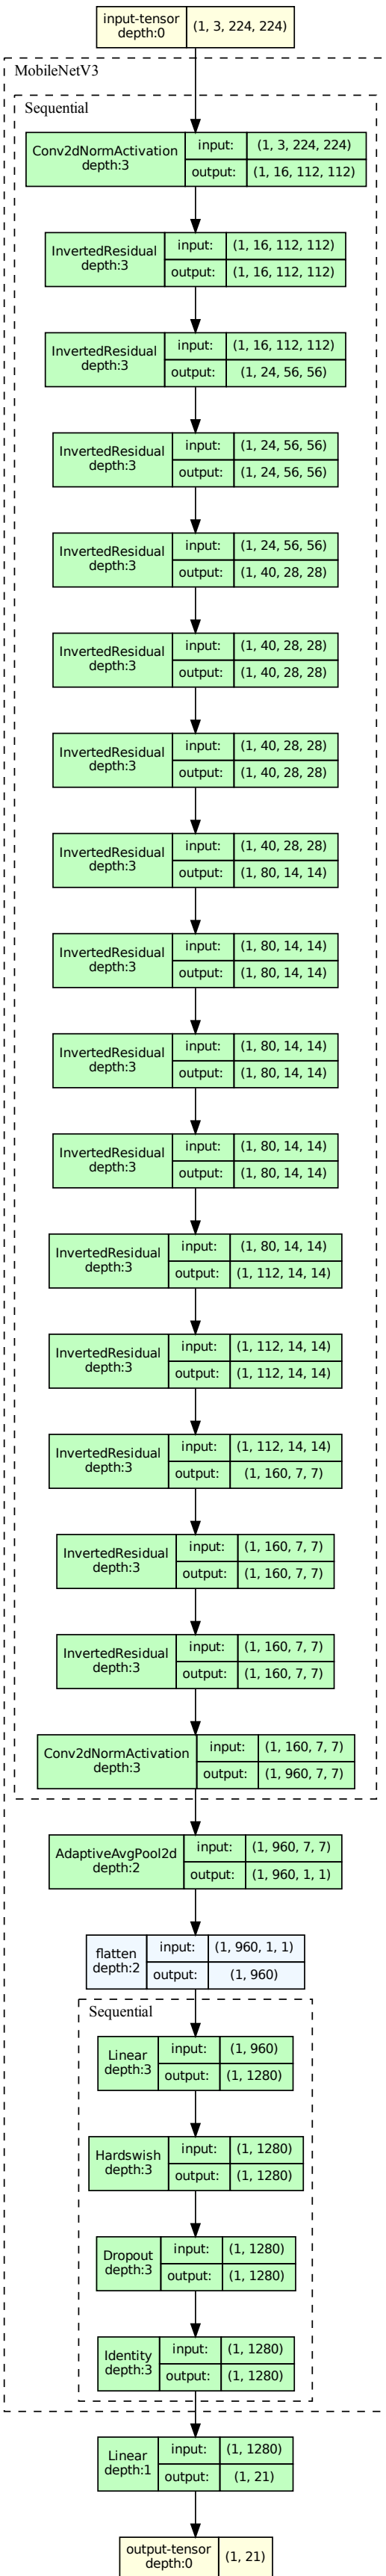 input-tensor
depth:0
(1, 3, 224, 224)
MobileNetV3
Sequential
Conv2dNormActivation
depth:3
input:
(1, 3, 224, 224)
output:
(1, 16, 112, 112)
InvertedResidual
depth:3
input:
(1, 16, 112, 112)
output:
(1, 16, 112, 112)
InvertedResidual
depth:3
input:
(1, 16, 112, 112)
output:
(1, 24, 56, 56)
InvertedResidual
depth:3
input:
(1, 24, 56, 56)
output:
(1, 24, 56, 56)
InvertedResidual
depth:3
input:
(1, 24, 56, 56)
output:
(1, 40, 28, 28)
InvertedResidual
depth:3
input:
(1, 40, 28, 28)
output:
(1, 40, 28, 28)
InvertedResidual
depth:3
input:
(1, 40, 28, 28)
output:
(1, 40, 28, 28)
InvertedResidual
depth:3
input:
(1, 40, 28, 28)
output:
(1, 80, 14, 14)
InvertedResidual
depth:3
input:
(1, 80, 14, 14)
output:
(1, 80, 14, 14)
InvertedResidual
depth:3
input:
(1, 80, 14, 14)
output:
(1, 80, 14, 14)
InvertedResidual
depth:3
input:
(1, 80, 14, 14)
output:
(1, 80, 14, 14)
InvertedResidual
depth:3
input:
(1, 80, 14, 14)
output:
(1, 112, 14, 14)
InvertedResidual
depth:3
input:
(1, 112, 14, 14)
output:
(1, 112, 14, 14)
InvertedResidual
depth:3
input:
(1, 112, 14, 14)
output:
(1, 160, 7, 7)
InvertedResidual
depth:3
input:
(1, 160, 7, 7)
output:
(1, 160, 7, 7)
InvertedResidual
depth:3
input:
(1, 160, 7, 7)
output:
(1, 160, 7, 7)
Conv2dNormActivation
depth:3
input:
(1, 160, 7, 7)
output:
(1, 960, 7, 7)
AdaptiveAvgPool2d
depth:2
input:
(1, 960, 7, 7)
output:
(1, 960, 1, 1)
flatten
depth:2
input:
(1, 960, 1, 1)
output:
(1, 960)
Sequential
Linear
depth:3
input:
(1, 960)
output:
(1, 1280)
Hardswish
depth:3
input:
(1, 1280)
output:
(1, 1280)
Dropout
depth:3
input:
(1, 1280)
output:
(1, 1280)
Identity
depth:3
input:
(1, 1280)
output:
(1, 1280)
Linear
depth:1
input:
(1, 1280)
output:
(1, 21)
output-tensor
depth:0
(1, 21)